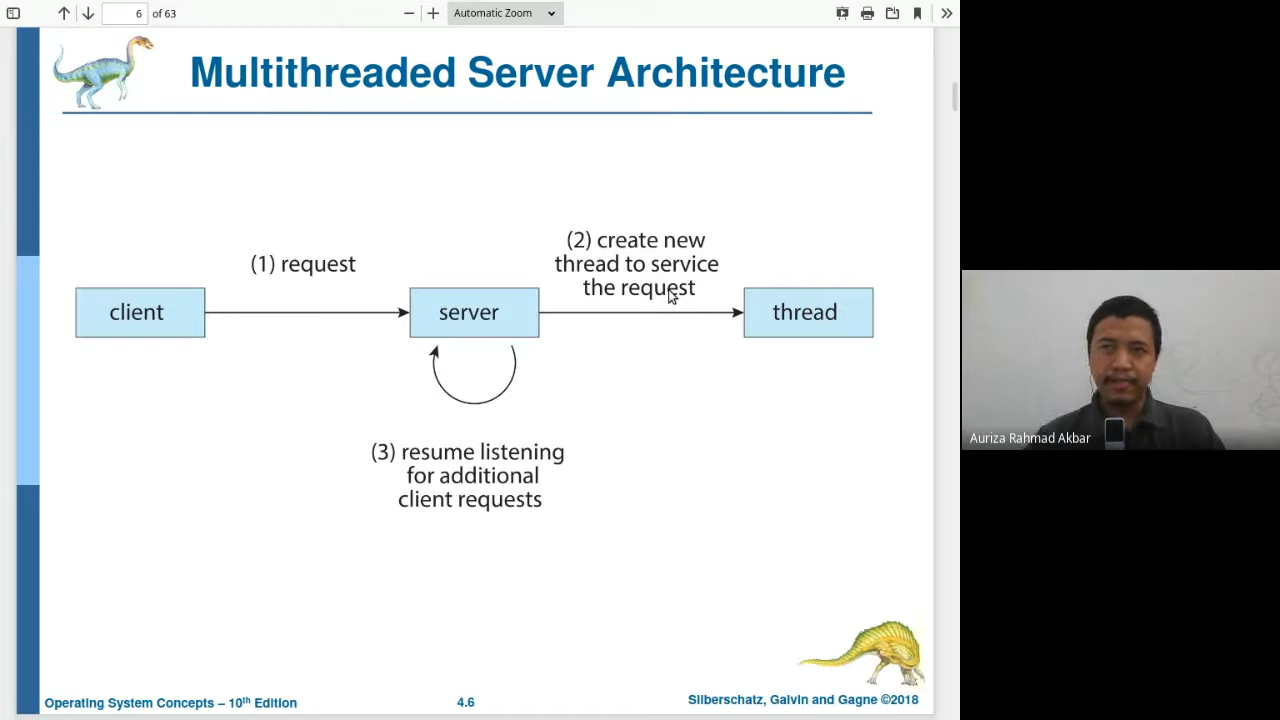 6 of 63
Automatic Zoom
Multithreaded Server Architecture
(1) request
(2) create new
thread to service
the request
client
server
thread
(3) resume listening
for additional
client requests
Auriza Rahmad Akbar
Operating System Concepts – 10th Edition
4.6
Silberschatz, Galvin and Gagne ©2018